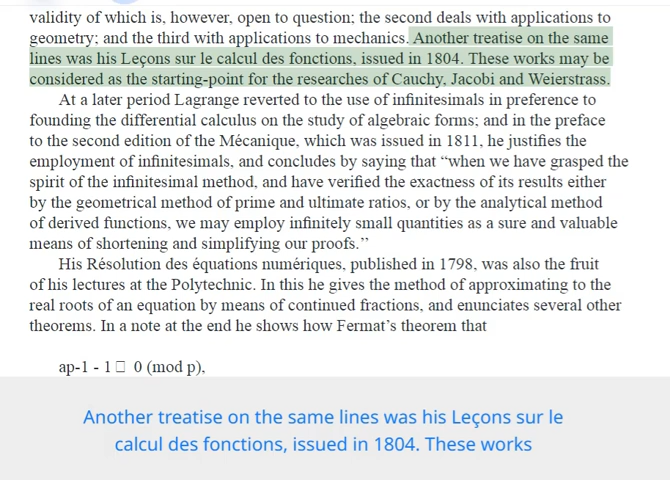 validity of which is, however, open to question; the second deals with applications to
geometry; and the third with applications to mechanics. Another treatise on the same
lines was his Leçons sur le calcul des fonctions, issued in 1804. These works may be
considered as the starting-point for the researches of Cauchy, Jacobi and Weierstrass.
At a later period Lagrange reverted to the use of infinitesimals in preference to
founding the differential calculus on the study of algebraic forms; and in the preface
to the second edition of the Mécanique, which was issued in 1811, he justifies the
employment of infinitesimals, and concludes by saying that “when we have grasped the
spirit of the infinitesimal method, and have verified the exactness of its results either
by the geometrical method of prime and ultimate ratios, or by the analytical method
of derived functions, we may employ infinitely small quantities as a sure and valuable
means of shortening and simplifying our proofs.”
His Résolution des équations numériques, published in 1798, was also the fruit
of his lectures at the Polytechnic. In this he gives the method of approximating to the
real roots of an equation by means of continued fractions, and enunciates several other
theorems. In a note at the end he shows how Fermat’s theorem that
ap-1 - 1 □ 0 (mod p),
Another treatise on the same lines was his Leçons sur le
calcul des fonctions, issued in 1804. These works